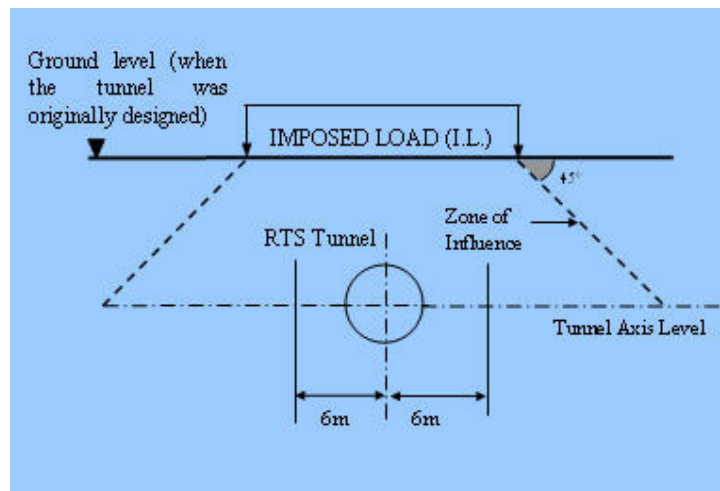 Ground level (when
the tunnel was
originally designed)
IMPOSED LOAD (I.L.)
45°
Zone of
Influence
RTS Tunnel
Tunnel Axis Level
6m
6m